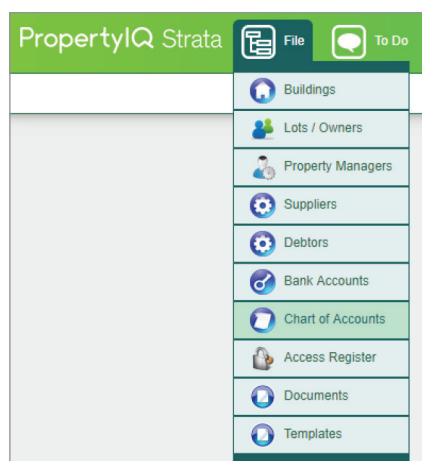 PropertyIQ Strata
File
To Do
Buildings
Lots / Owners
Property Managers
Suppliers
Debtors
Bank Accounts
Chart of Accounts
Access Register
Documents
Templates